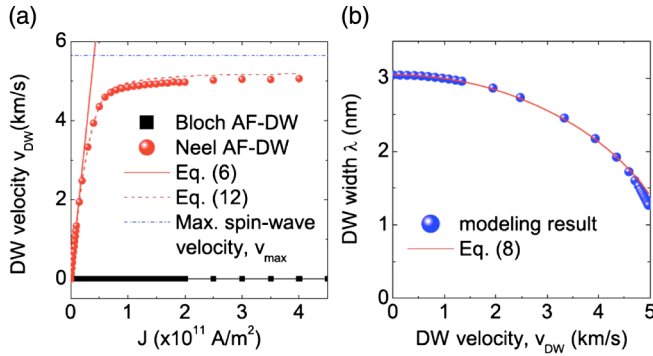 (a)
6
4
2
0
DW velocity v_DW(km/s)
Bloch AF-DW
Neel AF-DW
Eq. (6)
Eq. (12)
Max. spin-wave
velocity, v_max
0 1 2 3 4
J (x10^11 A/m^2)
(b)
4
3
2
1
0
DW width λ (nm)
modeling result
Eq. (8)
0 1 2 3 4 5
DW velocity, v_DW (km/s)